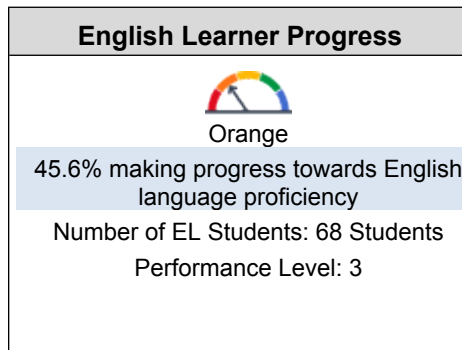 English Learner Progress
Orange
45.6% making progress towards English
language proficiency
Number of EL Students: 68 Students
Performance Level: 3